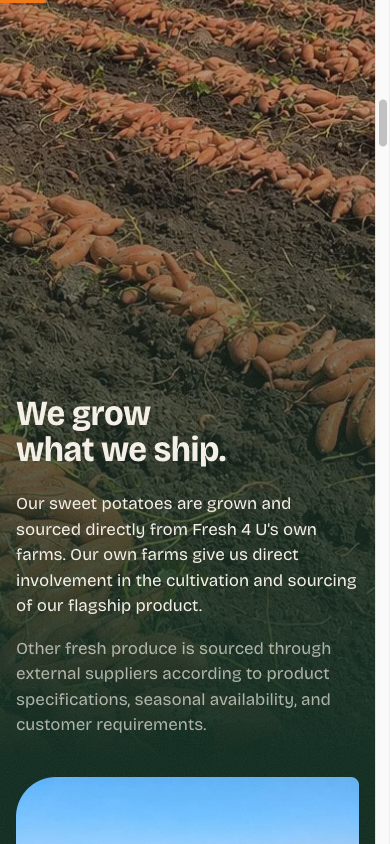 We grow
what we ship.
Our sweet potatoes are grown and
sourced directly from Fresh 4 U's own
farms. Our own farms give us direct
involvement in the cultivation and sourcing
of our flagship product.
Other fresh produce is sourced through
external suppliers according to product
specifications, seasonal availability, and
customer requirements.